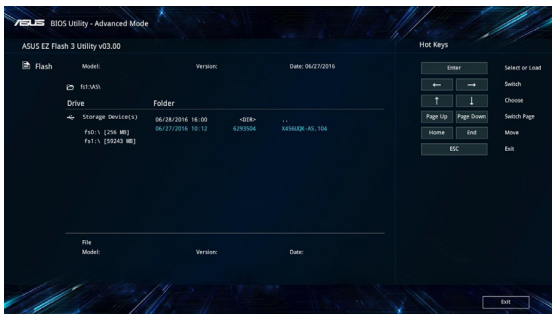 ASUS BIOS Utility - Advanced Mode
ASUS EZ Flash 3 Utility v03.00
Hot Keys
Flash
Model: Version: Date: 06/27/2016
fs1:\AS\
Drive Folder
Storage Device(s)
fs0:\ [256 MB]
fs1:\ [59243 MB]
06/28/2016 16:00 <DIR> ..
06/27/2016 10:12 6293504 X456UQK-AS.104
File
Model: Version: Date:
Enter Select or Load
← → Switch
↑ ↓ Choose
Page Up Page Down Switch Page
Home End Move
ESC Exit
Exit